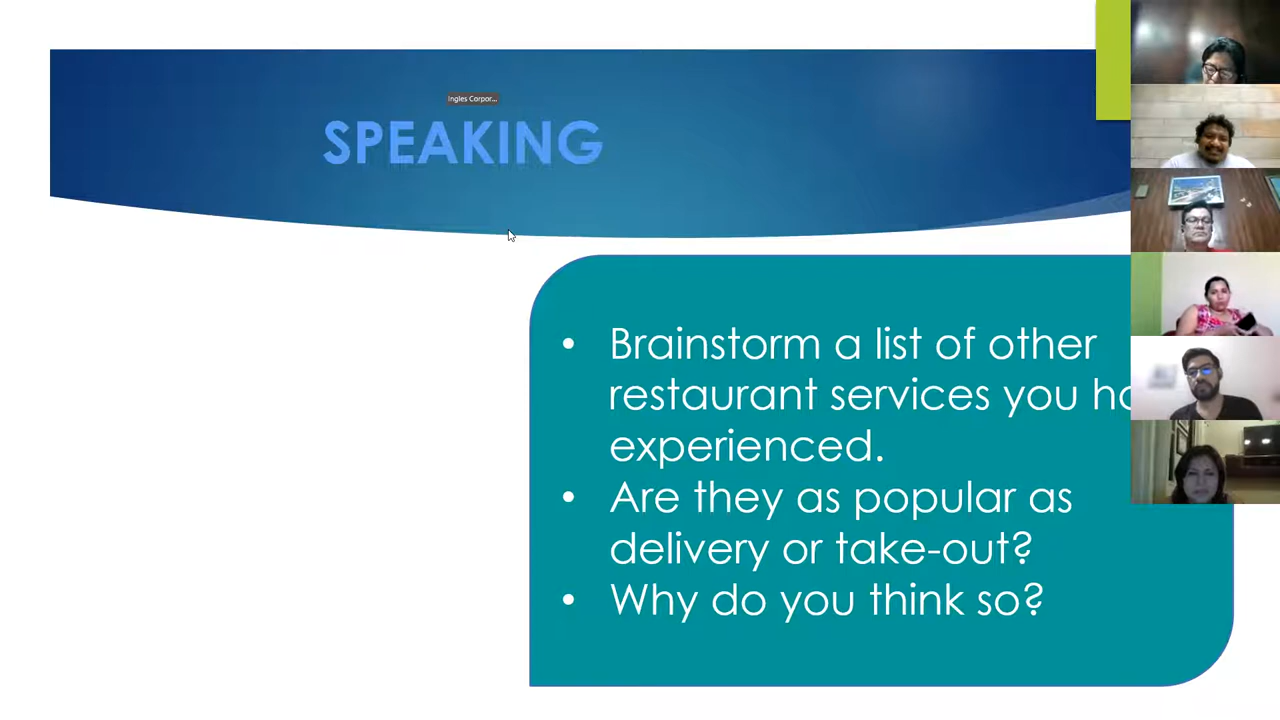 Ingles Corpor...
SPEAKING
• Brainstorm a list of other
restaurant services you
experienced.
• Are they as popular as
delivery or take-out?
• Why do you think so?